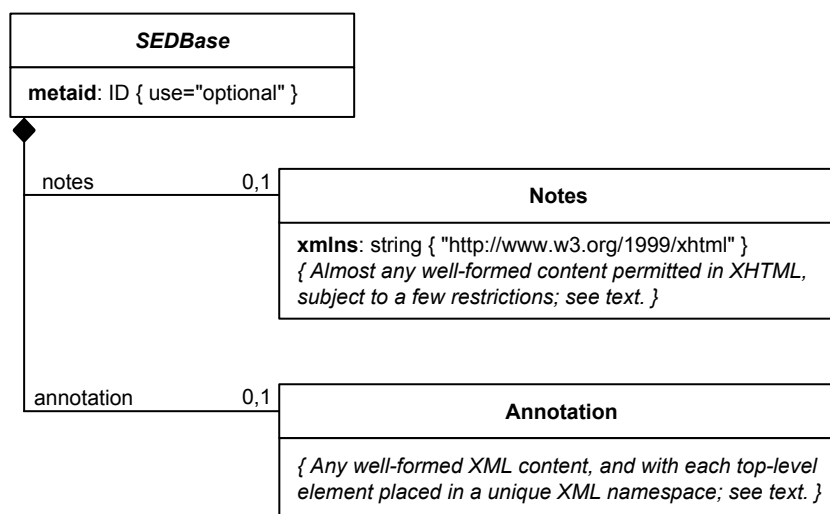 SEDBase
metaid: ID { use="optional" }
notes 0,1
Notes
xmlns: string { "http://www.w3.org/1999/xhtml" }
{ Almost any well-formed content permitted in XHTML,
subject to a few restrictions; see text. }
annotation 0,1
Annotation
{ Any well-formed XML content, and with each top-level
element placed in a unique XML namespace; see text. }